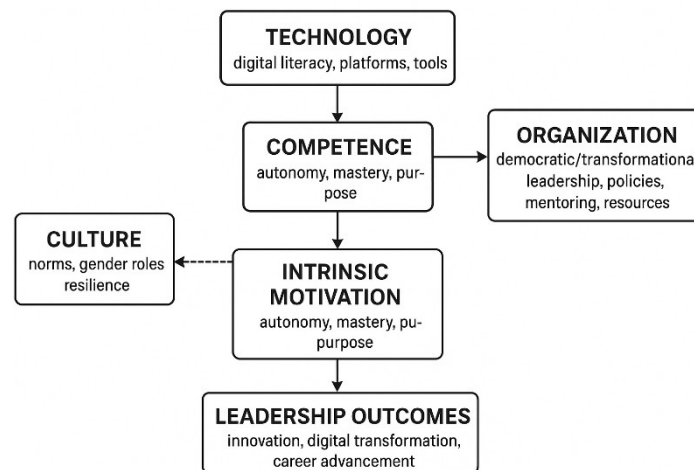 TECHNOLOGY
digital literacy, platforms, tools
COMPETENCE
autonomy, mastery, pur-
pose
ORGANIZATION
democratic/transformationa
leadership, policies,
mentoring, resources
CULTURE
norms, gender roles
resilience
INTRINSIC
MOTIVATION
autonomy, mastery, pu-
purpose
LEADERSHIP OUTCOMES
innovation, digital transformation,
career advancement